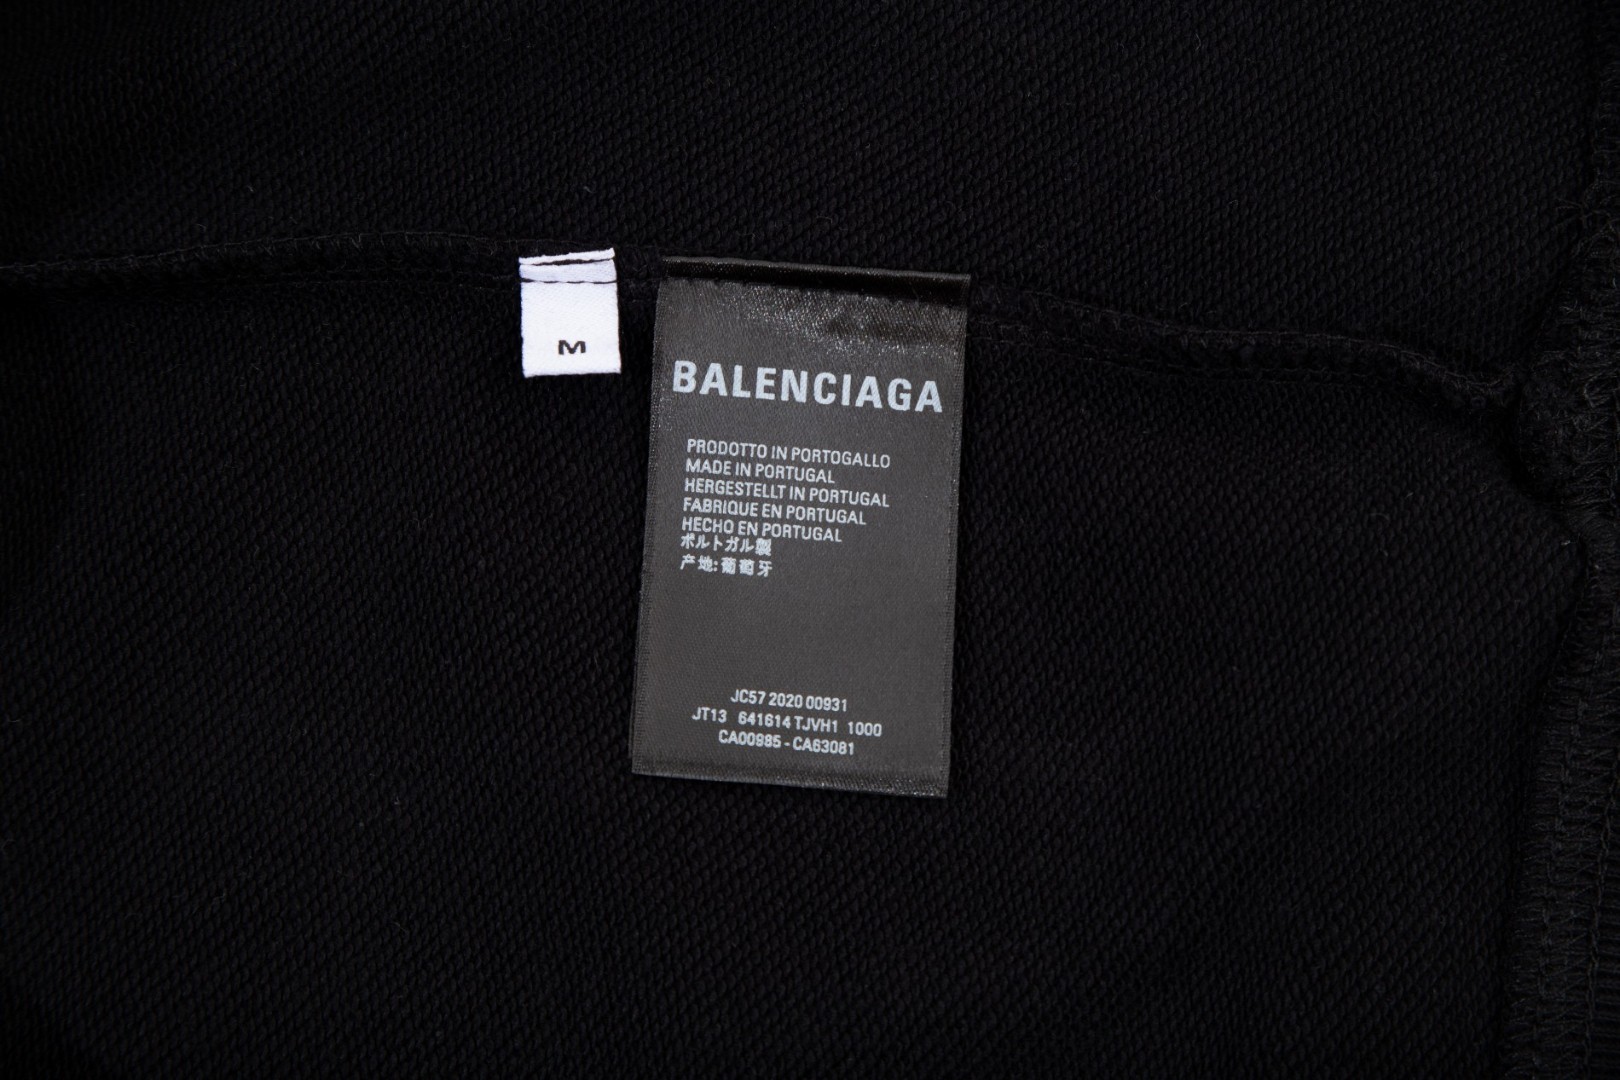 M
BALENCIAGA
PRODOTTO IN PORTOGALLO
MADE IN PORTUGAL
HERGESTELLT IN PORTUGAL
FABRIQUE EN PORTUGAL
HECHO EN PORTUGAL
ポルトガル製
产地:葡萄牙
JC57 2020 00931
JT13 641614 TJVH1 1000
CA00985 - CA63081